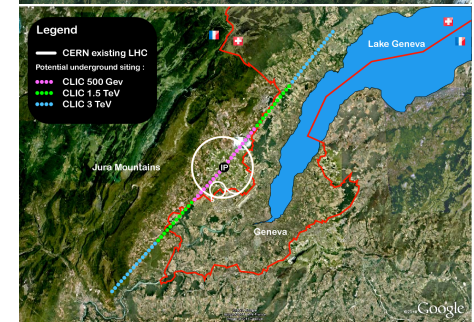 Legend
CERN existing LHC
Potential underground siting :
CLIC 500 Gev
CLIC 1.5 TeV
CLIC 3 TeV
Lake Geneva
Jura Mountains
IP
Geneva
Google